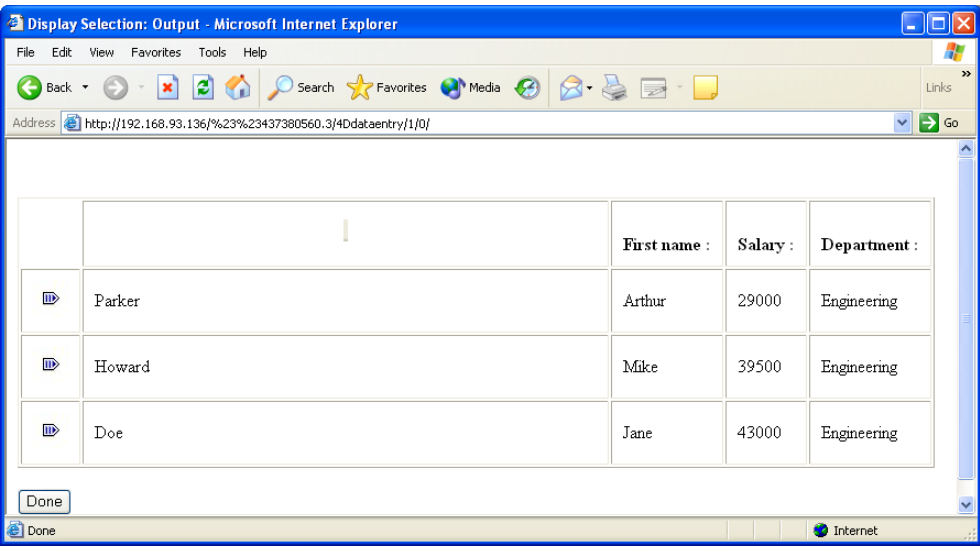 Display Selection: Output - Microsoft Internet Explorer
File Edit View Favorites Tools Help
Back Search Favorites Media » Links
Address http://192.168.93.136/%23%23437380560.3/4Ddataentry/1/0/ Go
First name : Salary : Department :
Parker Arthur 29000 Engineering
Howard Mike 39500 Engineering
Doe Jane 43000 Engineering
Done
Done Internet